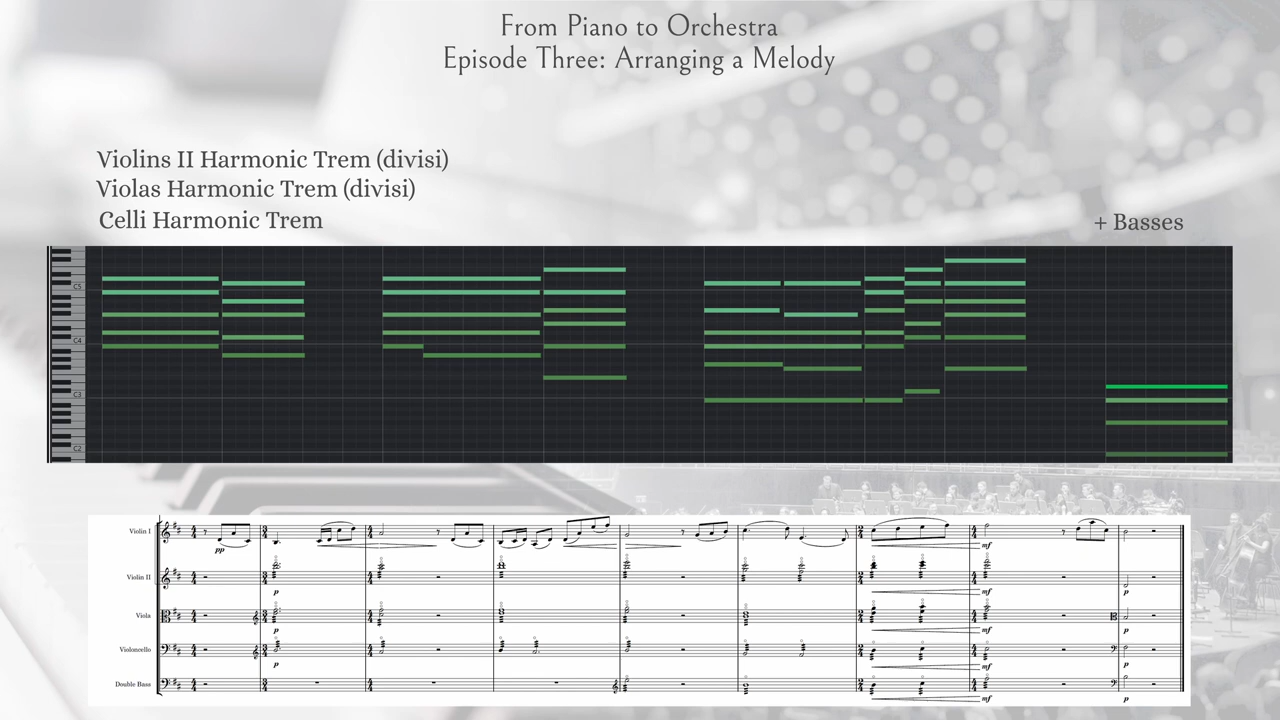 From Piano to Orchestra
Episode Three: Arranging a Melody
Violins II Harmonic Trem (divisi)
Violas Harmonic Trem (divisi)
Celli Harmonic Trem
+ Basses
C5
C4
C3
C2
Violin I
pp
mf
Violin II
p
mf
p
Viola
p
mf
p
Violoncello
p
mf
p
Double Bass
mf
p